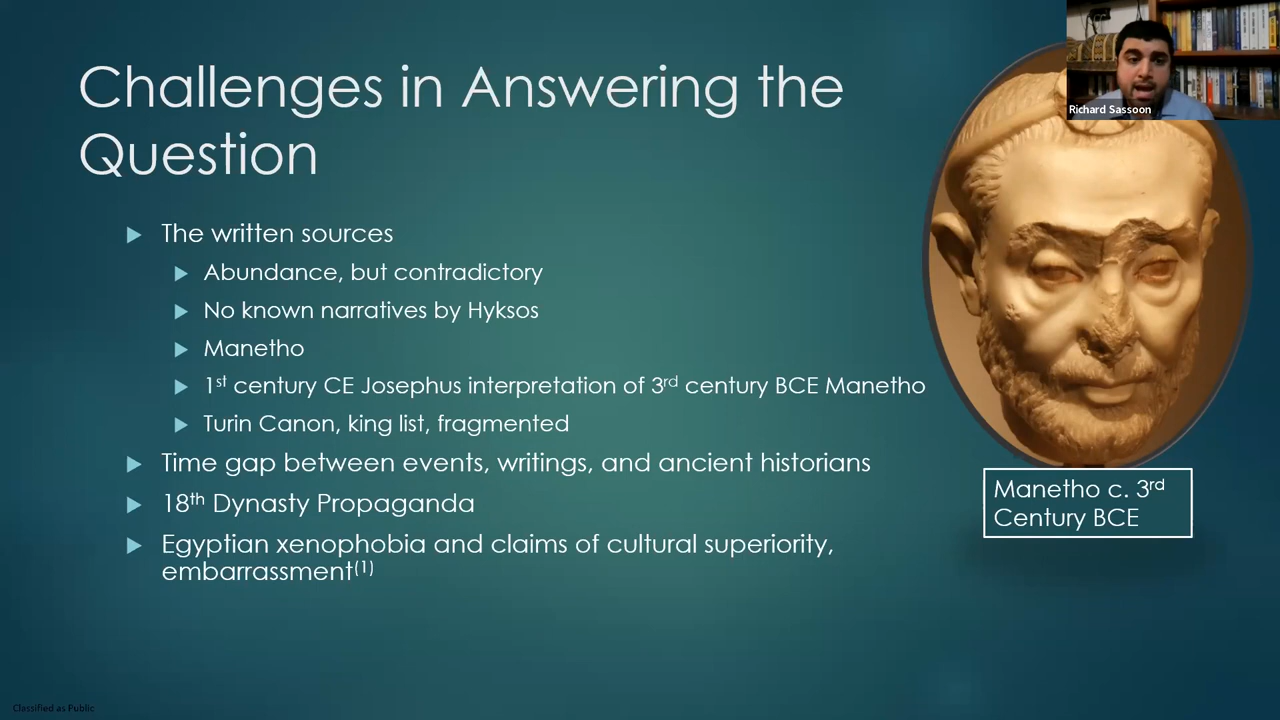 Challenges in Answering the
Question
The written sources
Abundance, but contradictory
No known narratives by Hyksos
Manetho
1st century CE Josephus interpretation of 3rd century BCE Manetho
Turin Canon, king list, fragmented
Time gap between events, writings, and ancient historians
18th Dynasty Propaganda
Egyptian xenophobia and claims of cultural superiority,
embarrassment(1)
Richard Sassoon
Manetho c. 3rd
Century BCE
Classified as Public